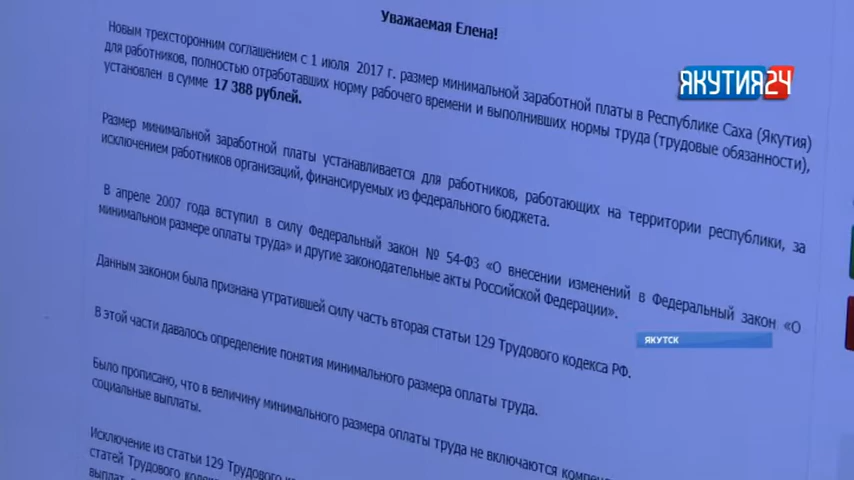 Уважаемая Елена!
Новым трехсторонним соглашением с 1 июля 2017 г. размер минимальной заработной платы в Республике Саха (Якутия)
для работников, полностью отработавших норму рабочего времени и выполнивших нормы труда (трудовые обязанности),
установлен в сумме 17 388 рублей.
ЯКУТИЯ24
Размер минимальной заработной платы устанавливается для работников, работающих на территории республики, за
исключением работников организаций, финансируемых из федерального бюджета.
В апреле 2007 года вступил в силу Федеральный закон № 54-ФЗ «О внесении изменений в Федеральный закон «О
минимальном размере оплаты труда» и другие законодательные акты Российской Федерации».
ЯКУТСК
Данным законом была признана утратившей силу часть вторая статьи 129 Трудового кодекса РФ.
В этой части давалось определение понятия минимального размера оплаты труда.
Было прописано, что в величину минимального размера оплаты труда не включаются
социальные выплаты.
Исключение из статьи 129 Трудового
статей Трудового
выплат